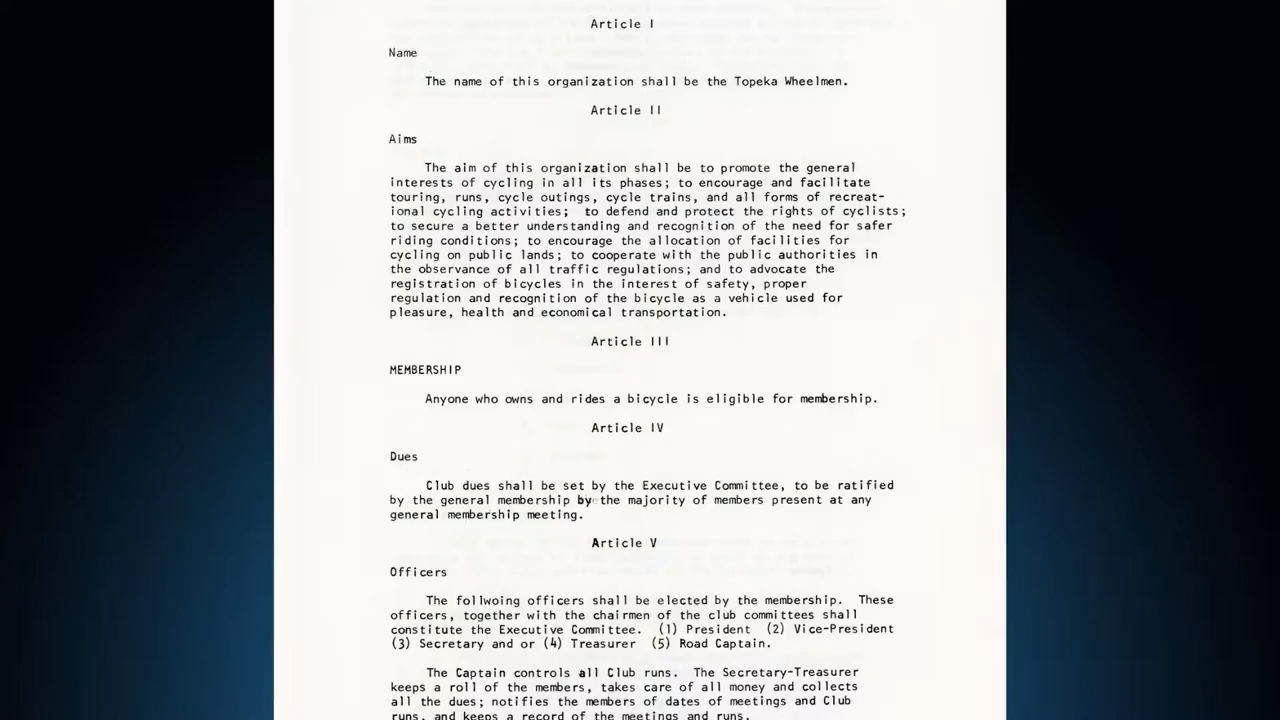 Article I
Name
The name of this organization shall be the Topeka Wheelmen.
Article II
Aims
The aim of this organization shall be to promote the general
interests of cycling in all its phases; to encourage and facilitate
touring, runs, cycle outings, cycle trains, and all forms of recreat-
ional cycling activities; to defend and protect the rights of cyclists;
to secure a better understanding and recognition of the need for safer
riding conditions; to encourage the allocation of facilities for
cycling on public lands; to cooperate with the public authorities in
the observance of all traffic regulations; and to advocate the
registration of bicycles in the interest of safety, proper
regulation and recognition of the bicycle as a vehicle used for
pleasure, health and economical transportation.
Article III
MEMBERSHIP
Anyone who owns and rides a bicycle is eligible for membership.
Article IV
Dues
Club dues shall be set by the Executive Committee, to be ratified
by the general membership by the majority of members present at any
general membership meeting.
Article V
Officers
The follwoing officers shall be elected by the membership. These
officers, together with the chairmen of the club committees shall
constitute the Executive Committee. (1) President (2) Vice-President
(3) Secretary and or (4) Treasurer (5) Road Captain.
The Captain controls all Club runs. The Secretary-Treasurer
keeps a roll of the members, takes care of all money and collects
all the dues; notifies the members of dates of meetings and Club
runs, and keeps a record of the meetings and runs.